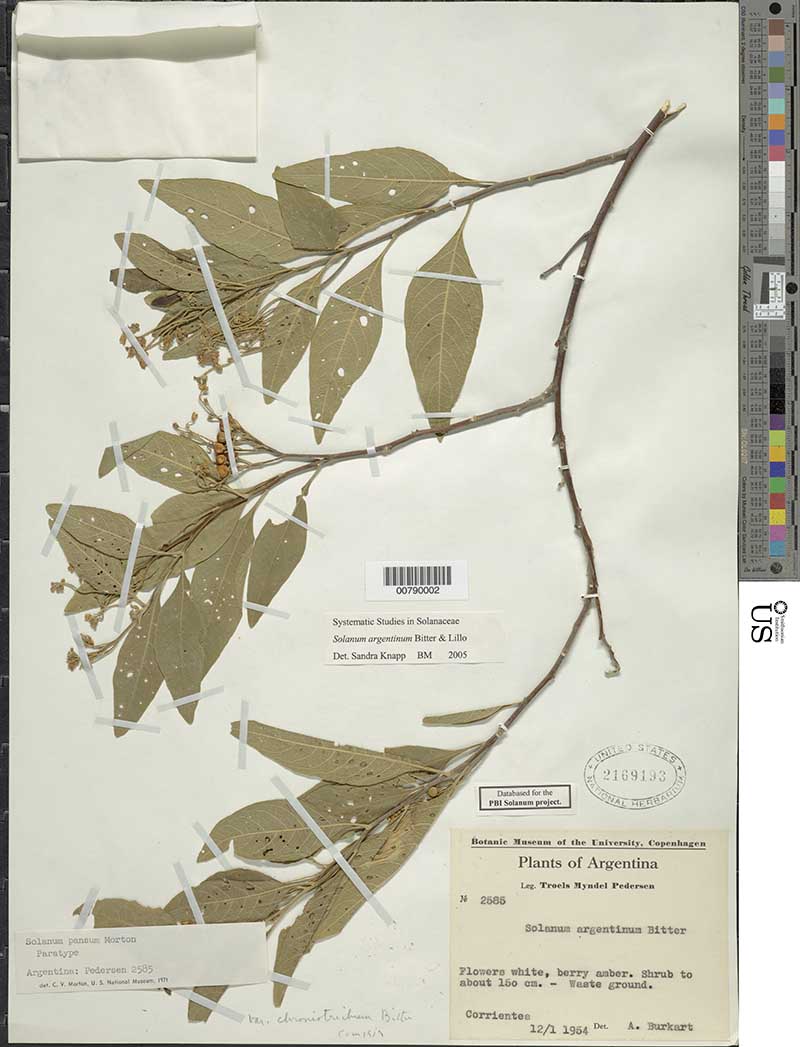 00790002
Systematic Studies in Solanaceae
Solanum argentinum Bitter & Lillo
Det. Sandra Knapp BM 2005
US
Smithsonian
Institution
UNITED STATES
2169193
NATIONAL HERBARIUM
Databased for the
PBI Solanum project.
Botanic Museum of the University, Copenhagen
Plants of Argentina
Leg. Troels Myndel Pedersen
№ 2585
Solanum argentinum Bitter
Flowers white, berry amber. Shrub to
about 150 cm. - Waste ground.
Corrientes
12/1 1954 Det. A. Burkart
Solanum pansum Morton
Paratype
Argentina: Pedersen 2585
det. C. V. Morton, U. S. National Museum, 1971
var. chroniotrichum Bitter